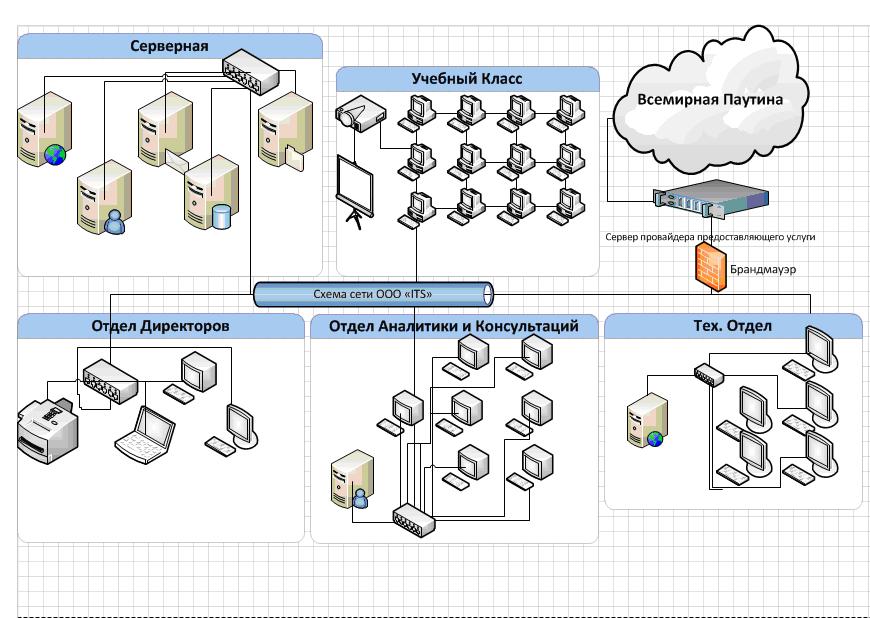 Серверная
Учебный Класс
Всемирная Паутина
Сервер провайдера предоставляющего услуги
Брандмауэр
Схема сети ООО «ITS»
Отдел Директоров
Отдел Аналитики и Консультаций
Тех. Отдел